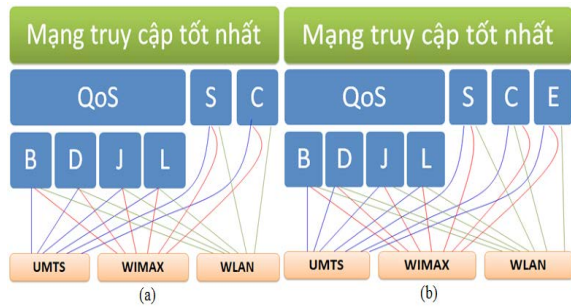 Mạng truy cập tốt nhất
QoS S C
B D J L
UMTS WIMAX WLAN
(a)
Mạng truy cập tốt nhất
QoS S C E
B D J L
UMTS WIMAX WLAN
(b)